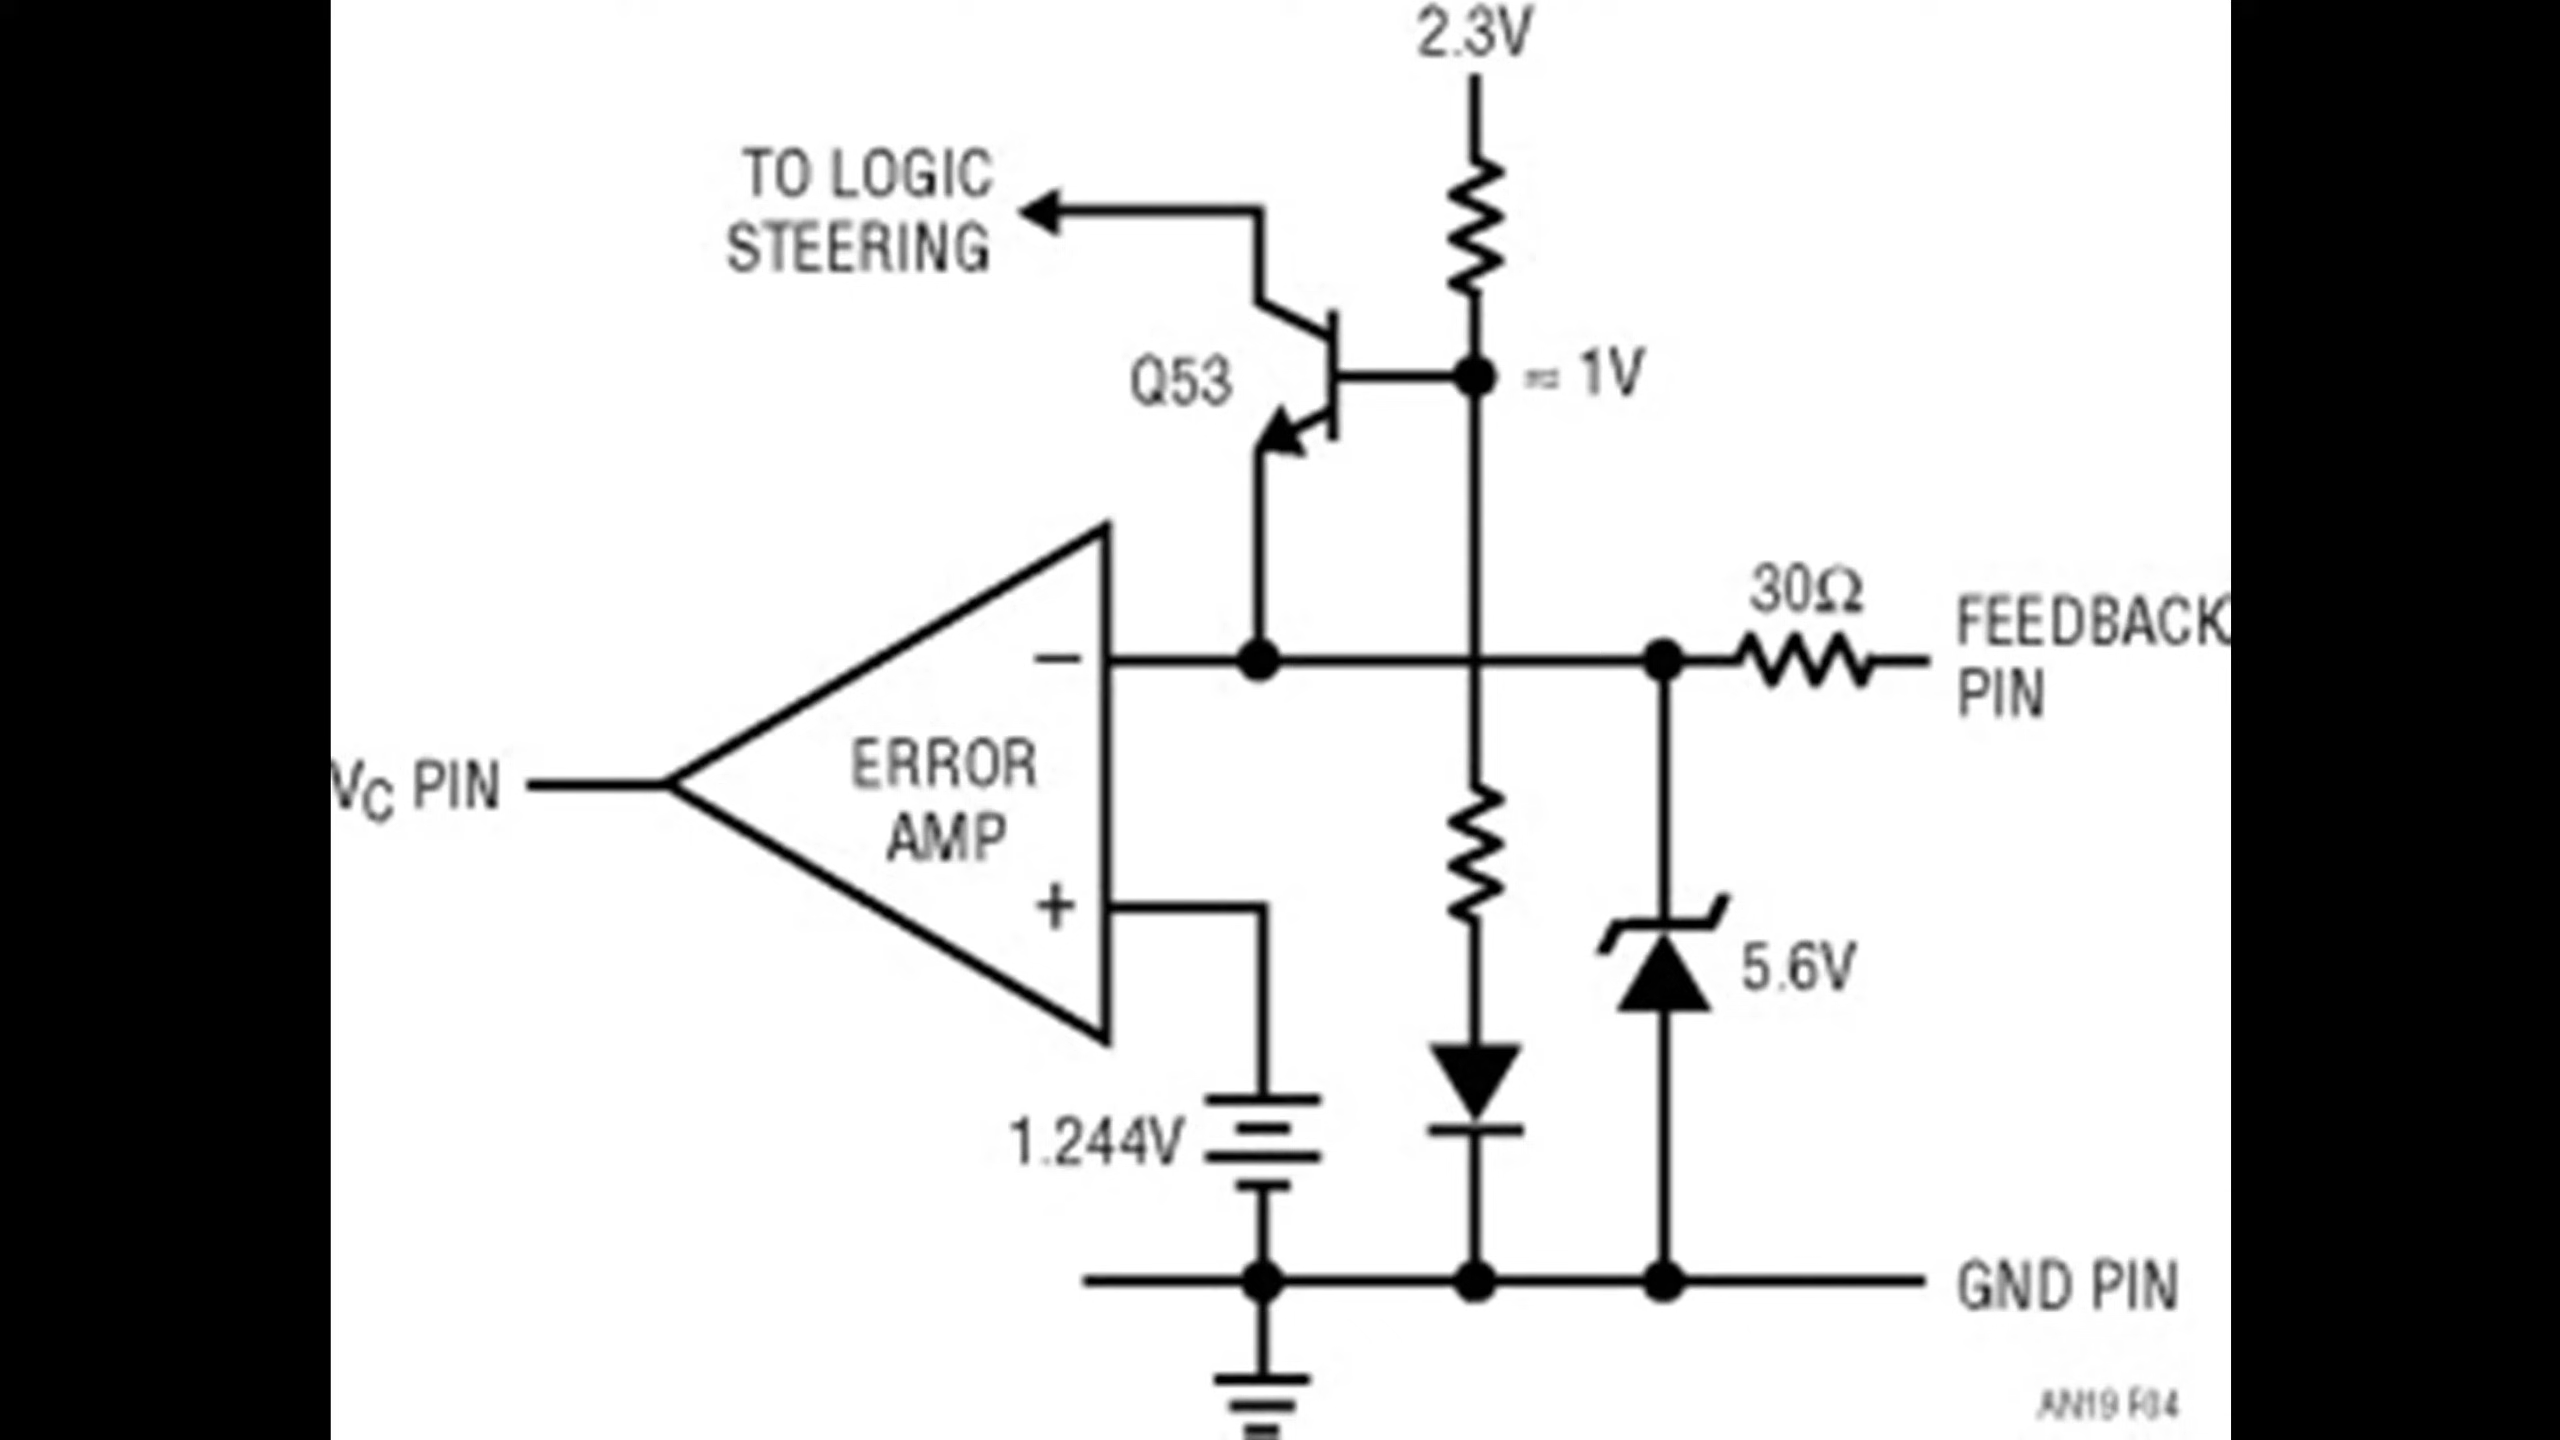 2.3V
TO LOGIC
STEERING
Q53
≈ 1V
30Ω
FEEDBACK
PIN
−
ERROR
AMP
VC PIN
+
5.6V
1.244V
GND PIN
AN19 F04